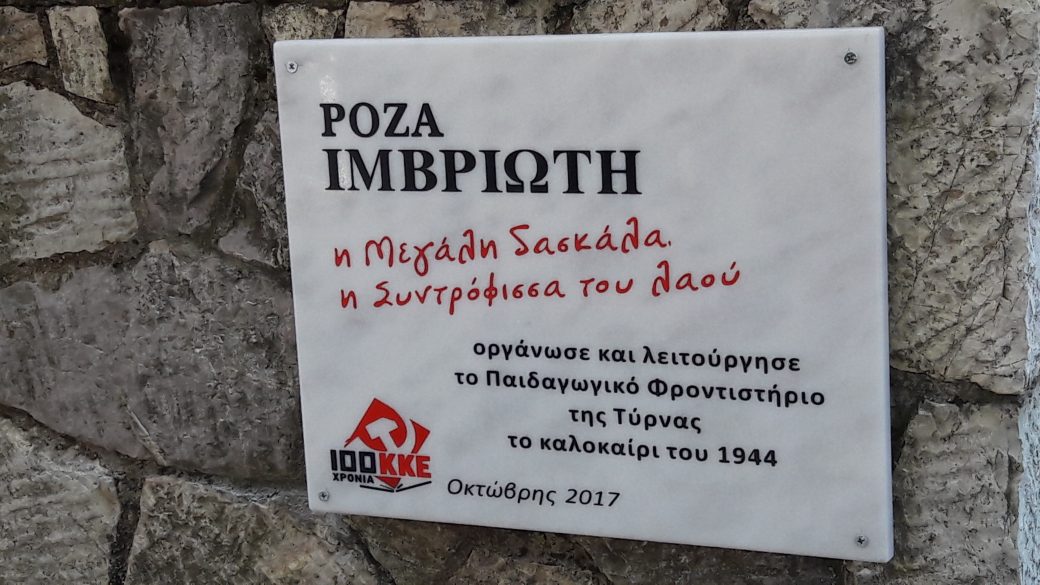 ΡΟΖΑ
ΙΜΒΡΙΩΤΗ
η Μεγάλη δασκάλα.
η Συντρόφισσα του λαού
οργάνωσε και λειτούργησε
το Παιδαγωγικό Φροντιστήριο
της Τύρνας
το καλοκαίρι του 1944
100 ΚΚΕ
ΧΡΟΝΙΑ
Οκτώβρης 2017